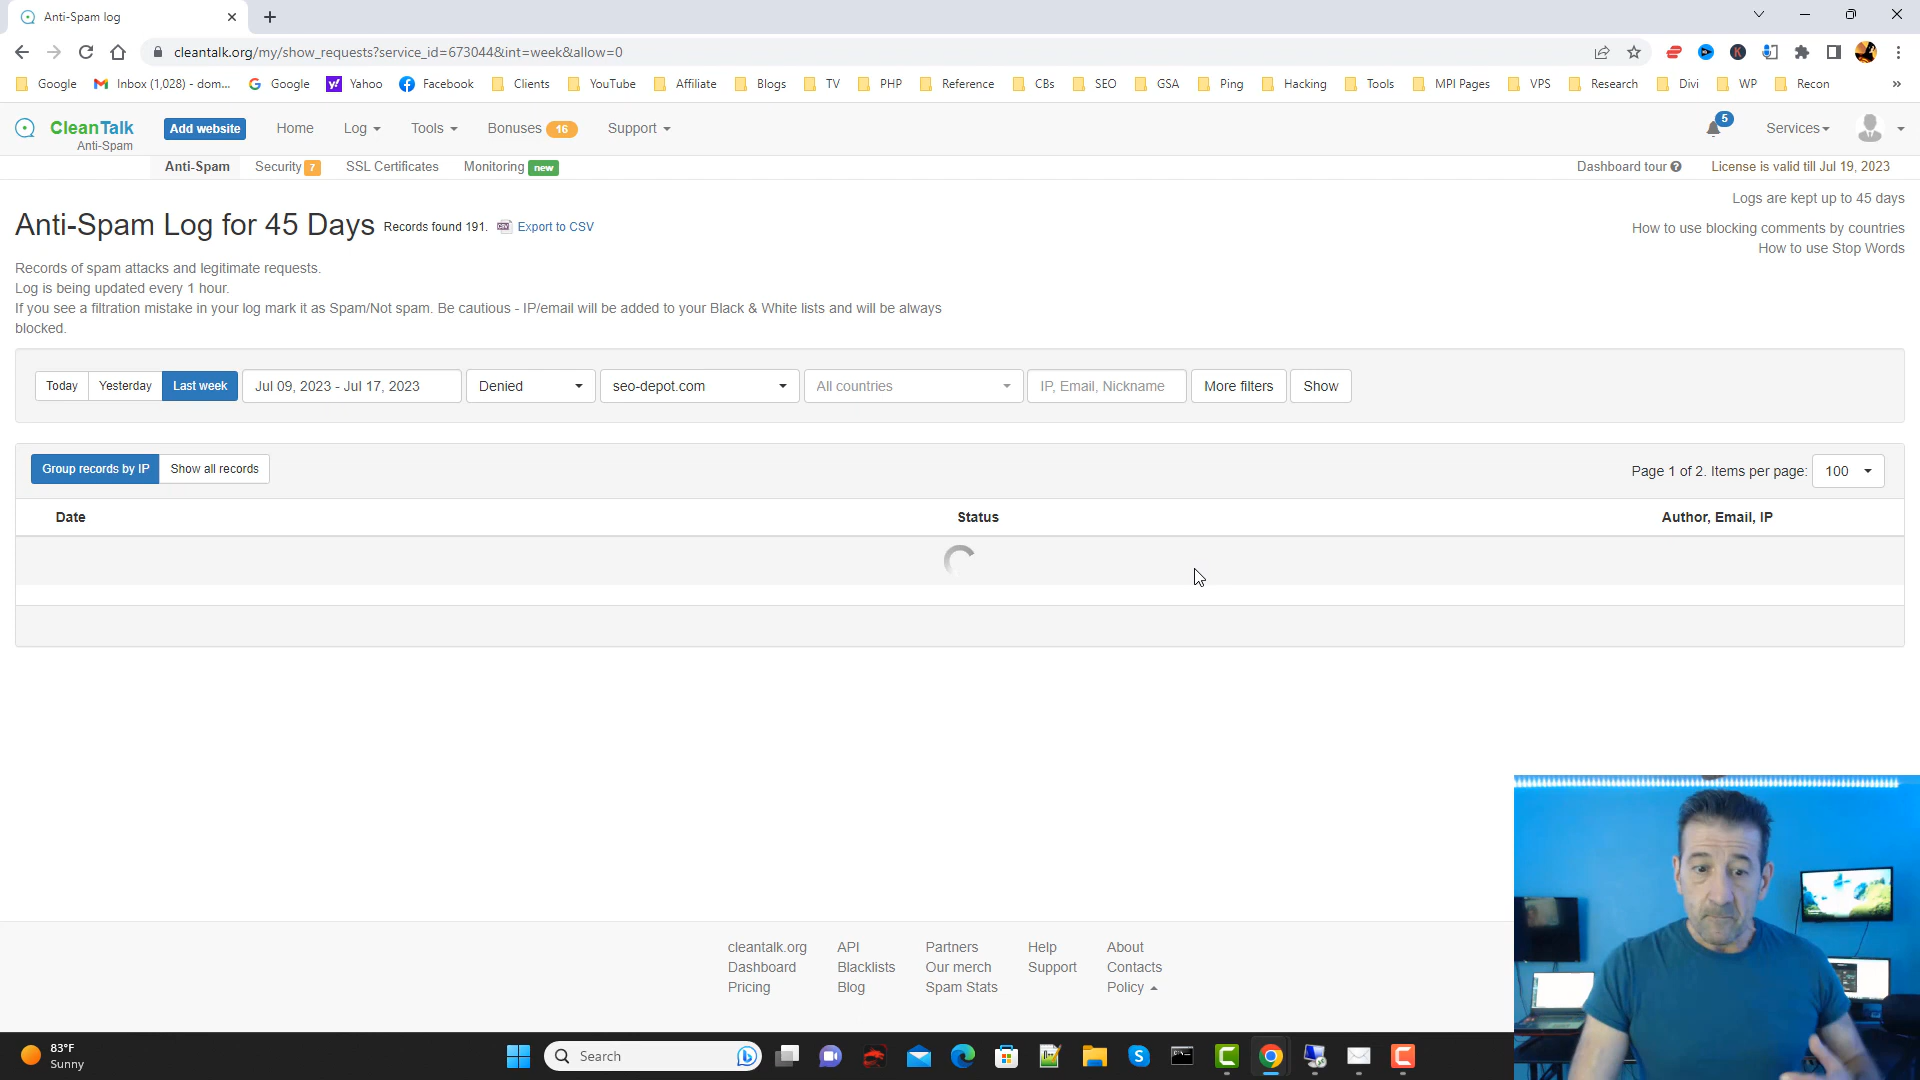 Anti-Spam log
cleantalk.org/my/show_requests?service_id=673044&int=week&allow=0
Google Inbox (1,028) - dom... Google Yahoo Facebook Clients YouTube Affiliate Blogs TV PHP Reference CBs SEO GSA Ping Hacking Tools MPI Pages VPS Research Divi WP Recon »
CleanTalk
Anti-Spam
Add website Home Log Tools Bonuses 16 Support 5 Services
Anti-Spam Security 7 SSL Certificates Monitoring new Dashboard tour License is valid till Jul 19, 2023
Logs are kept up to 45 days
Anti-Spam Log for 45 Days Records found 191. Export to CSV
How to use blocking comments by countries
How to use Stop Words
Records of spam attacks and legitimate requests.
Log is being updated every 1 hour.
If you see a filtration mistake in your log mark it as Spam/Not spam. Be cautious - IP/email will be added to your Black & White lists and will be always
blocked.
Today Yesterday Last week Jul 09, 2023 - Jul 17, 2023 Denied seo-depot.com All countries IP, Email, Nickname More filters Show
Group records by IP Show all records Page 1 of 2. Items per page: 100
Date Status Author, Email, IP
cleantalk.org API Partners Help About
Dashboard Blacklists Our merch Support Contacts
Pricing Blog Spam Stats Policy
83°F
Sunny
Search